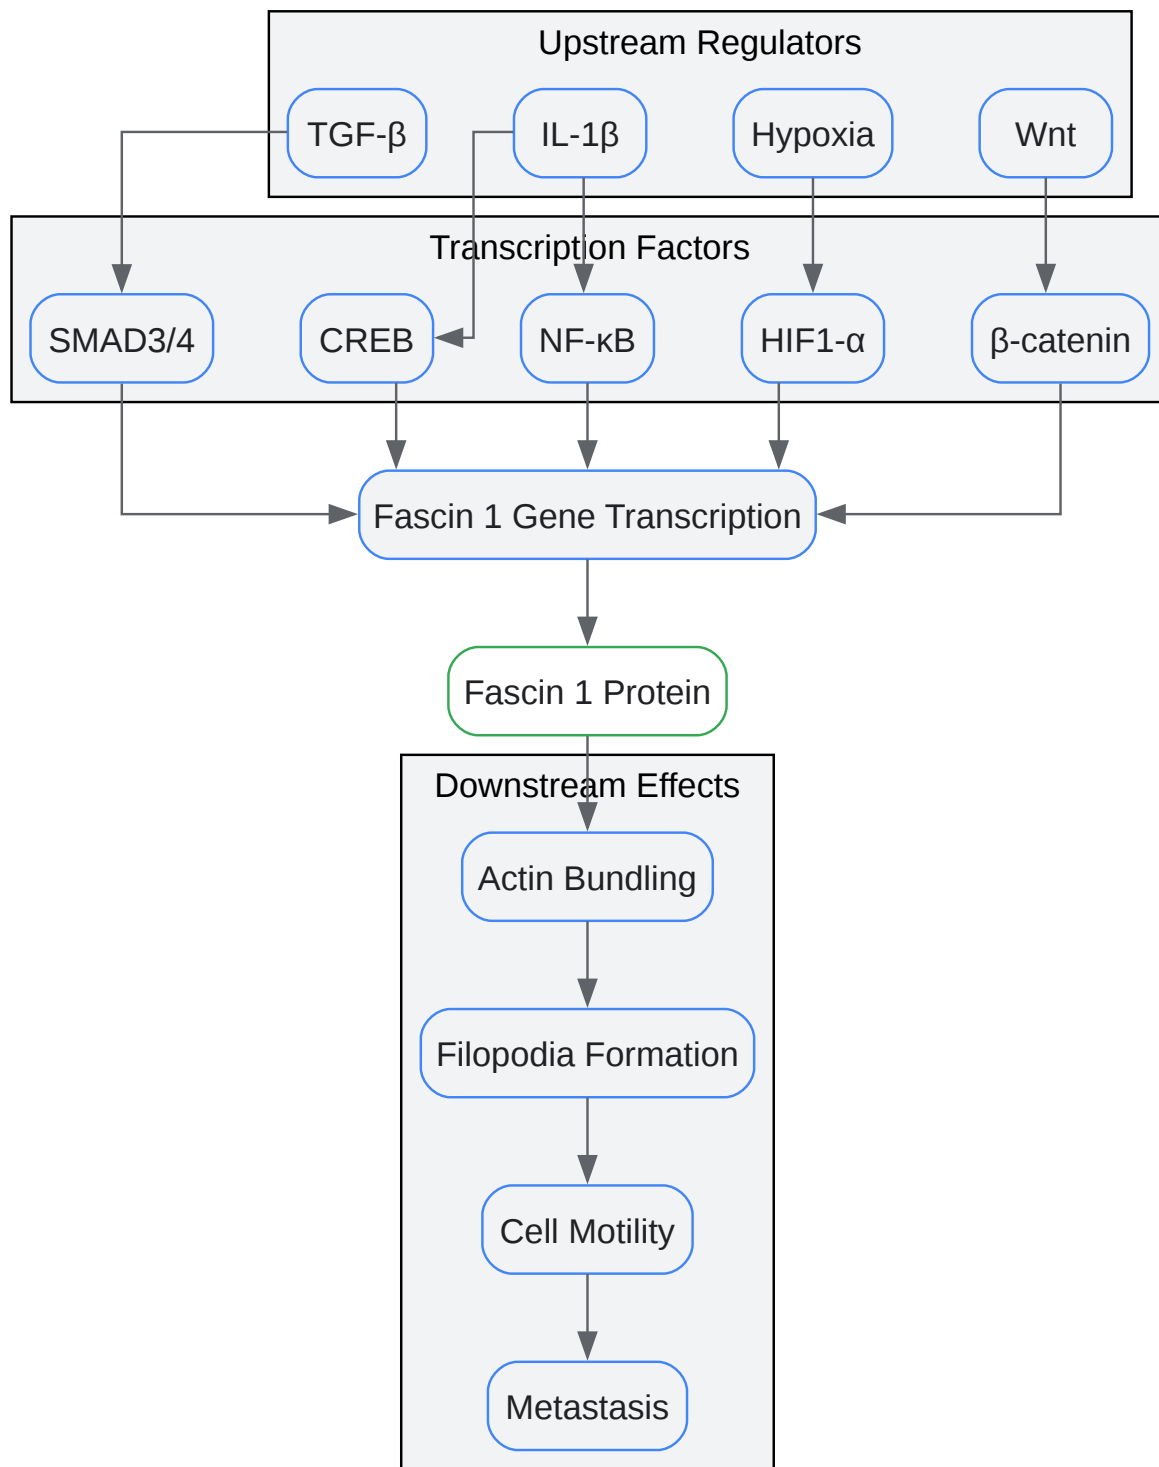 Upstream Regulators
TGF-β
IL-1β
Hypoxia
Wnt
Transcription Factors
SMAD3/4
CREB
NF-κB
HIF1-α
β-catenin
Fascin 1 Gene Transcription
Fascin 1 Protein
Downstream Effects
Actin Bundling
Filopodia Formation
Cell Motility
Metastasis